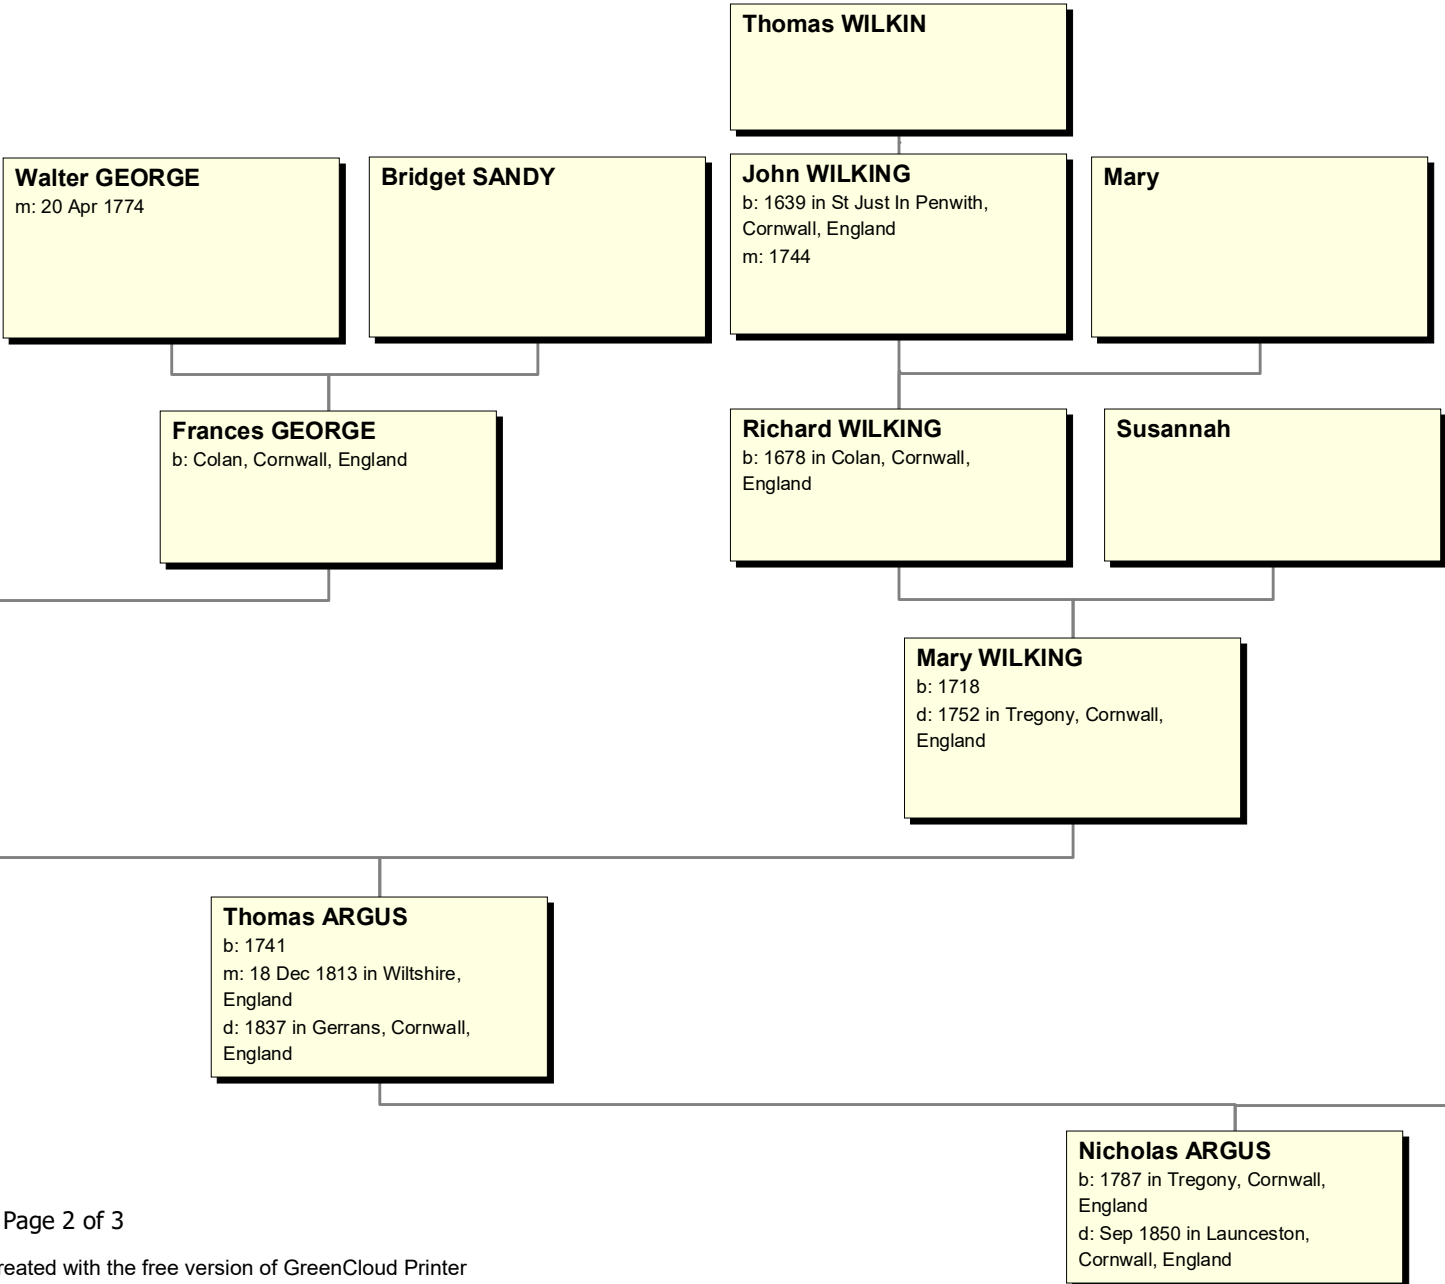 Thomas WILKIN
Walter GEORGE
m: 20 Apr 1774
Bridget SANDY
John WILKING
b: 1639 in St Just In Penwith,
Cornwall, England
m: 1744
Mary
Frances GEORGE
b: Colan, Cornwall, England
Richard WILKING
b: 1678 in Colan, Cornwall,
England
Susannah
Mary WILKING
b: 1718
d: 1752 in Tregony, Cornwall,
England
Thomas ARGUS
b: 1741
m: 18 Dec 1813 in Wiltshire,
England
d: 1837 in Gerrans, Cornwall,
England
Nicholas ARGUS
b: 1787 in Tregony, Cornwall,
England
d: Sep 1850 in Launceston,
Cornwall, England
Page 2 of 3
reated with the free version of GreenCloud Printer